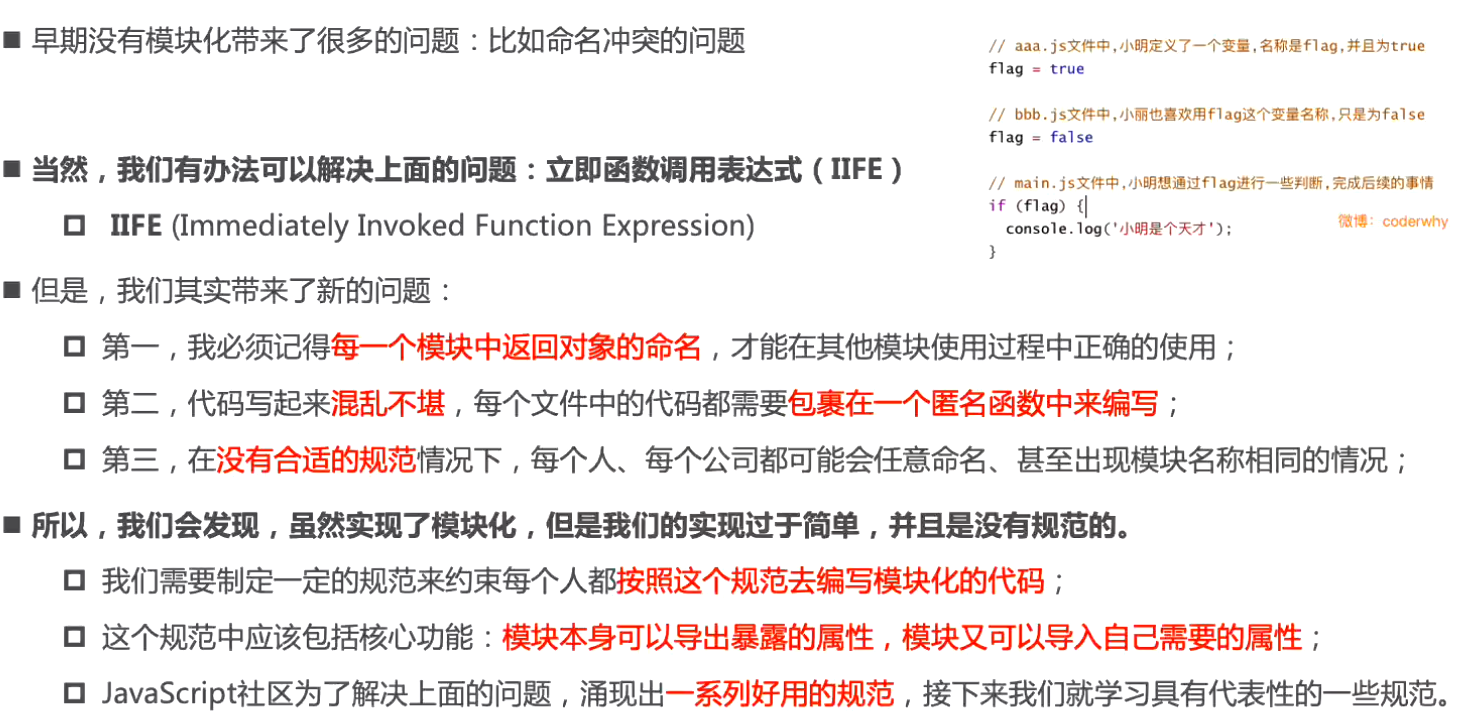 ■ 早期没有模块化带来了很多的问题：比如命名冲突的问题
// aaa.js文件中,小明定义了一个变量,名称是flag,并且为true
flag = true
// bbb.js文件中,小丽也喜欢用flag这个变量名称,只是为false
flag = false
// main.js文件中,小明想通过flag进行一些判断,完成后续的事情
if (flag) {
console.log('小明是个天才');
}
微博：coderwhy
■ 当然，我们有办法可以解决上面的问题：立即函数调用表达式（IIFE）
IIFE (Immediately Invoked Function Expression)
■ 但是，我们其实带来了新的问题：
第一，我必须记得每一个模块中返回对象的命名，才能在其他模块使用过程中正确的使用；
第二，代码写起来混乱不堪，每个文件中的代码都需要包裹在一个匿名函数中来编写；
第三，在没有合适的规范情况下，每个人、每个公司都可能会任意命名、甚至出现模块名称相同的情况；
■ 所以，我们会发现，虽然实现了模块化，但是我们的实现过于简单，并且是没有规范的。
我们需要制定一定的规范来约束每个人都按照这个规范去编写模块化的代码；
这个规范中应该包括核心功能：模块本身可以导出暴露的属性，模块又可以导入自己需要的属性；
JavaScript社区为了解决上面的问题，涌现出一系列好用的规范，接下来我们就学习具有代表性的一些规范。